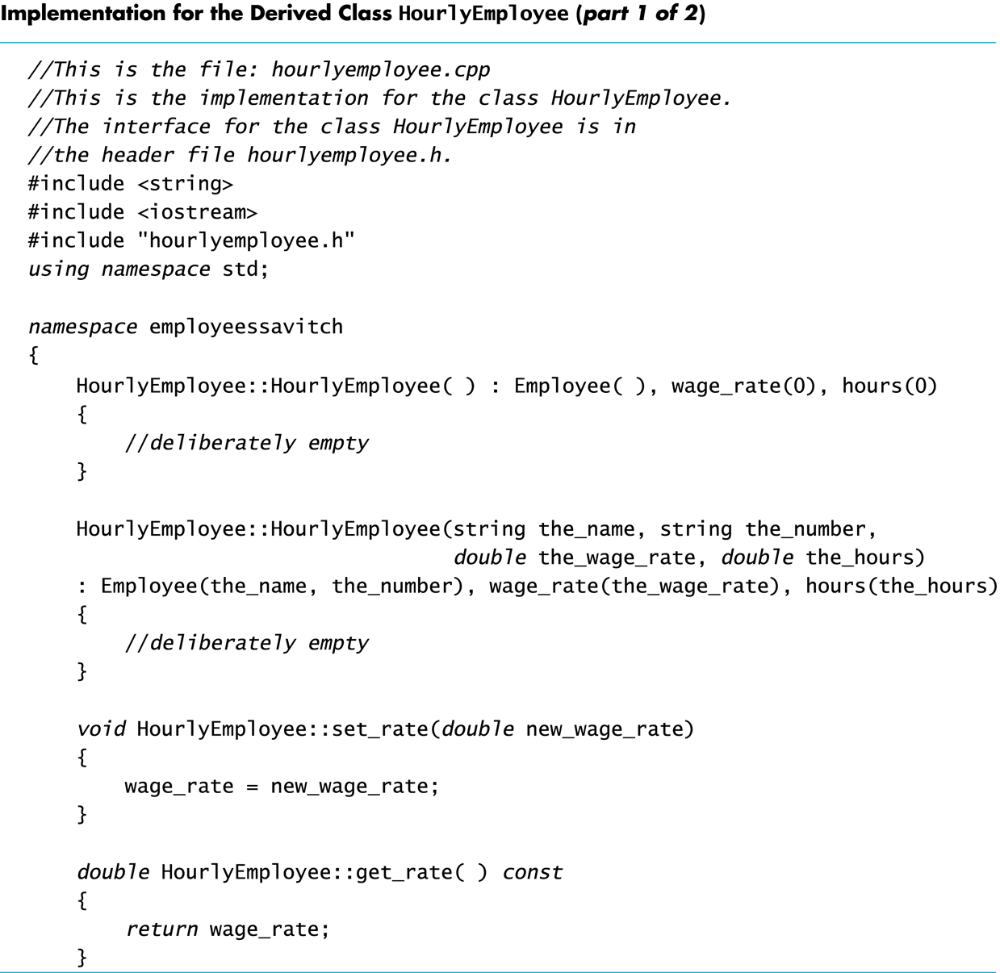 Implementation for the Derived Class HourlyEmployee (part 1 of 2)
//This is the file: hourlyemployee.cpp
//This is the implementation for the class HourlyEmployee.
//The interface for the class HourlyEmployee is in
//the header file hourlyemployee.h.
#include <string>
#include <iostream>
#include "hourlyemployee.h"
using namespace std;
namespace employeessavitch
{
HourlyEmployee::HourlyEmployee( ) : Employee( ), wage_rate(0), hours(0)
{
//deliberately empty
}
HourlyEmployee::HourlyEmployee(string the_name, string the_number,
double the_wage_rate, double the_hours)
: Employee(the_name, the_number), wage_rate(the_wage_rate), hours(the_hours)
{
//deliberately empty
}
void HourlyEmployee::set_rate(double new_wage_rate)
{
wage_rate = new_wage_rate;
}
double HourlyEmployee::get_rate( ) const
{
return wage_rate;
}